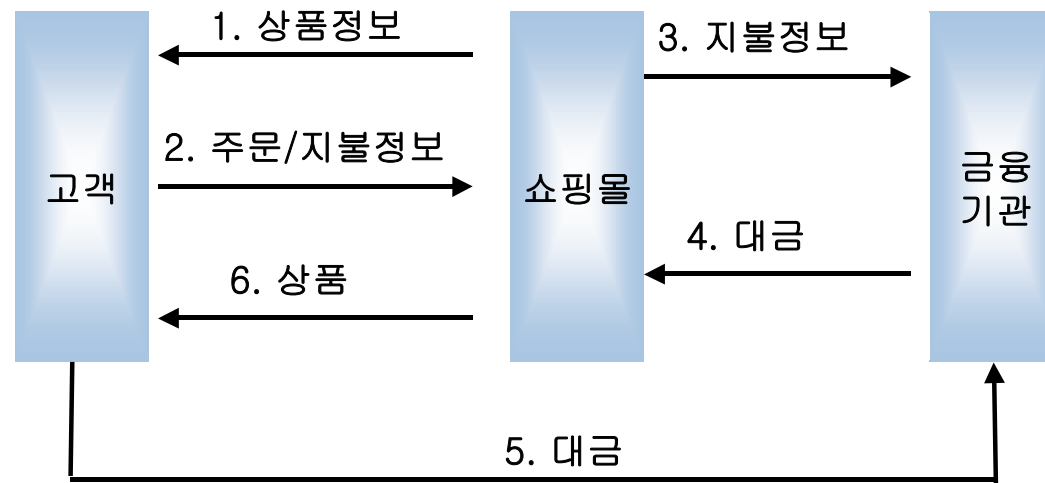 1. 상품정보
3. 지불정보
2. 주문/지불정보
고객
쇼핑몰
금융
기관
4. 대금
6. 상품
5. 대금